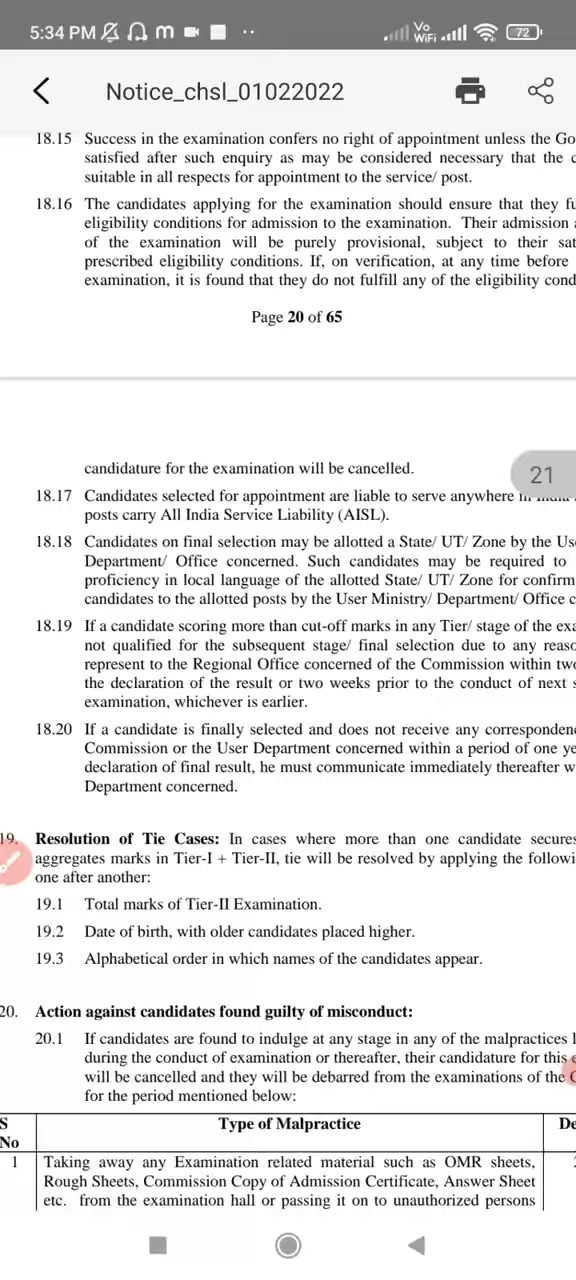 5:34 PM
Vo
WiFi
72
Notice_chsl_01022022
18.15 Success in the examination confers no right of appointment unless the Go
satisfied after such enquiry as may be considered necessary that the c
suitable in all respects for appointment to the service/ post.
18.16 The candidates applying for the examination should ensure that they fu
eligibility conditions for admission to the examination. Their admission a
of the examination will be purely provisional, subject to their sat
prescribed eligibility conditions. If, on verification, at any time before
examination, it is found that they do not fulfill any of the eligibility cond
Page 20 of 65
candidature for the examination will be cancelled.
21
18.17 Candidates selected for appointment are liable to serve anywhere in
posts carry All India Service Liability (AISL).
18.18 Candidates on final selection may be allotted a State/ UT/ Zone by the Use
Department/ Office concerned. Such candidates may be required to
proficiency in local language of the allotted State/ UT/ Zone for confirm
candidates to the allotted posts by the User Ministry/ Department/ Office c
18.19 If a candidate scoring more than cut-off marks in any Tier/ stage of the exa
not qualified for the subsequent stage/ final selection due to any reaso
represent to the Regional Office concerned of the Commission within two
the declaration of the result or two weeks prior to the conduct of next s
examination, whichever is earlier.
18.20 If a candidate is finally selected and does not receive any corresponden
Commission or the User Department concerned within a period of one ye
declaration of final result, he must communicate immediately thereafter w
Department concerned.
19. Resolution of Tie Cases: In cases where more than one candidate secures
aggregates marks in Tier-I + Tier-II, tie will be resolved by applying the followi
one after another:
19.1 Total marks of Tier-II Examination.
19.2 Date of birth, with older candidates placed higher.
19.3 Alphabetical order in which names of the candidates appear.
20. Action against candidates found guilty of misconduct:
20.1 If candidates are found to indulge at any stage in any of the malpractices l
during the conduct of examination or thereafter, their candidature for this e
will be cancelled and they will be debarred from the examinations of the C
for the period mentioned below:
S No Type of Malpractice De
1 Taking away any Examination related material such as OMR sheets,
Rough Sheets, Commission Copy of Admission Certificate, Answer Sheet
etc. from the examination hall or passing it on to unauthorized persons